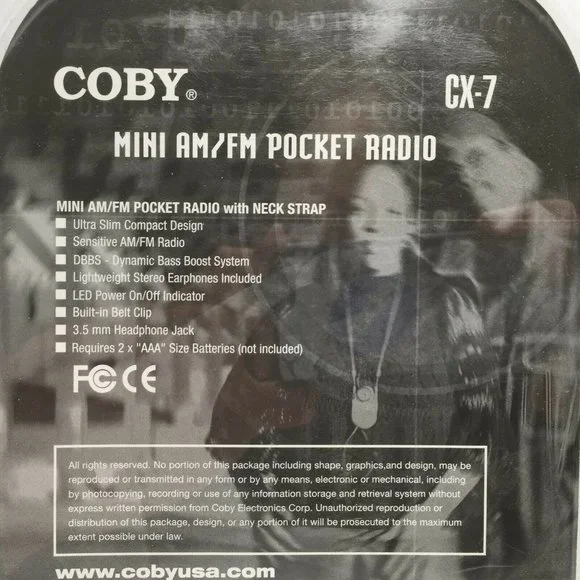 COBY®
CX-7
MINI AM/FM POCKET RADIO
MINI AM/FM POCKET RADIO with NECK STRAP
Ultra Slim Compact Design
Sensitive AM/FM Radio
DBBS - Dynamic Bass Boost System
Lightweight Stereo Earphones Included
LED Power On/Off Indicator
Built-in Belt Clip
3.5 mm Headphone Jack
Requires 2 x "AAA" Size Batteries (not included)
FC CE
All rights reserved. No portion of this package including shape, graphics,and design, may be
reproduced or transmitted in any form or by any means, electronic or mechanical, including
by photocopying, recording or use of any information storage and retrieval system without
express written permission from Coby Electronics Corp. Unauthorized reproduction or
distribution of this package, design, or any portion of it will be prosecuted to the maximum
extent possible under law.
www.cobyusa.com